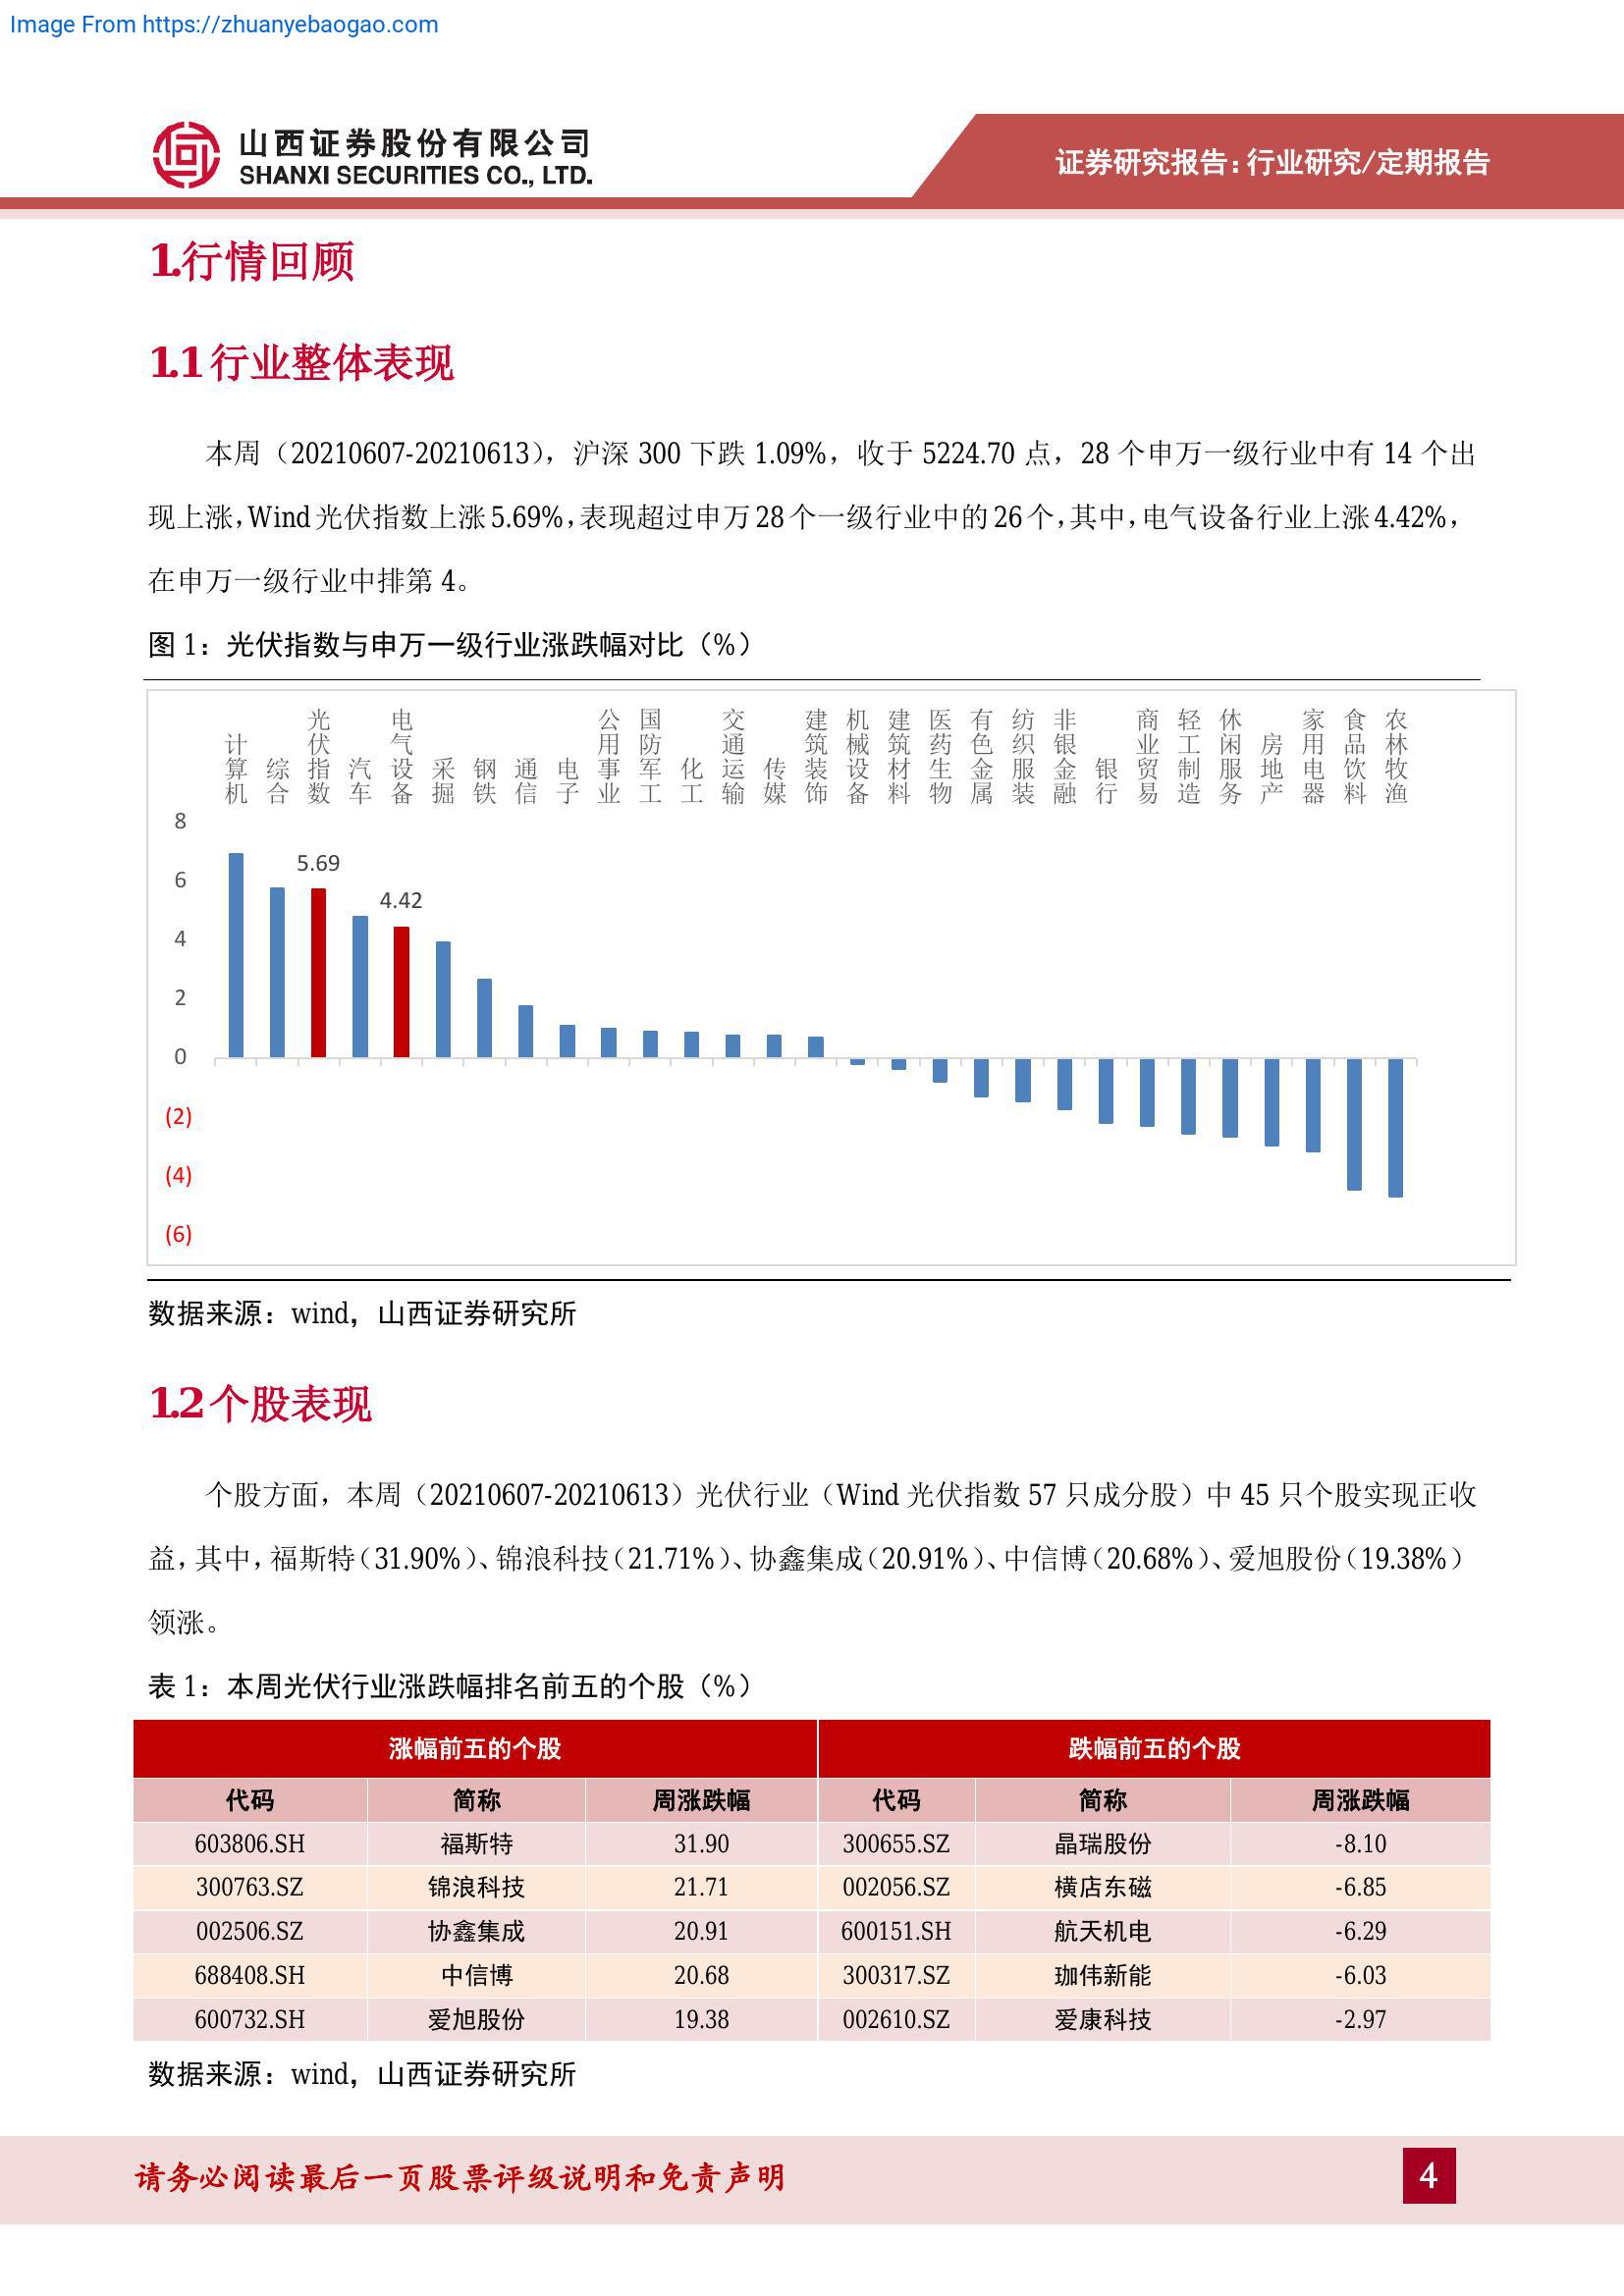 Image From https://zhuanyebaogao.com
山西证券股份有限公司
SHANXI SECURITIES CO., LTD.
证券研究报告：行业研究/定期报告
1.行情回顾
1.1 行业整体表现
本周（20210607-20210613），沪深 300 下跌 1.09%，收于 5224.70 点，28 个申万一级行业中有 14 个出
现上涨，Wind 光伏指数上涨 5.69%，表现超过申万 28 个一级行业中的 26 个，其中，电气设备行业上涨 4.42%，
在申万一级行业中排第 4。
图 1：光伏指数与申万一级行业涨跌幅对比（%）
计算机 综合 光伏指数 汽车 电气设备 采掘 钢铁 通信 电子 公用事业 国防军工 化工 交通运输 传媒 建筑装饰 机械设备 建筑材料 医药生物 有色金属 纺织服装 非银金融 银行 商业贸易 轻工制造 休闲服务 房地产 家用电器 食品饮料 农林牧渔
8
5.69
6
4.42
4
2
0
(2)
(4)
(6)
数据来源：wind，山西证券研究所
1.2 个股表现
个股方面，本周（20210607-20210613）光伏行业（Wind 光伏指数 57 只成分股）中 45 只个股实现正收
益，其中，福斯特（31.90%）、锦浪科技（21.71%）、协鑫集成（20.91%）、中信博（20.68%）、爱旭股份（19.38%）
领涨。
表 1：本周光伏行业涨跌幅排名前五的个股（%）
涨幅前五的个股 跌幅前五的个股
代码 简称 周涨跌幅 代码 简称 周涨跌幅
603806.SH 福斯特 31.90 300655.SZ 晶瑞股份 -8.10
300763.SZ 锦浪科技 21.71 002056.SZ 横店东磁 -6.85
002506.SZ 协鑫集成 20.91 600151.SH 航天机电 -6.29
688408.SH 中信博 20.68 300317.SZ 珈伟新能 -6.03
600732.SH 爱旭股份 19.38 002610.SZ 爱康科技 -2.97
数据来源：wind，山西证券研究所
请务必阅读最后一页股票评级说明和免责声明
4